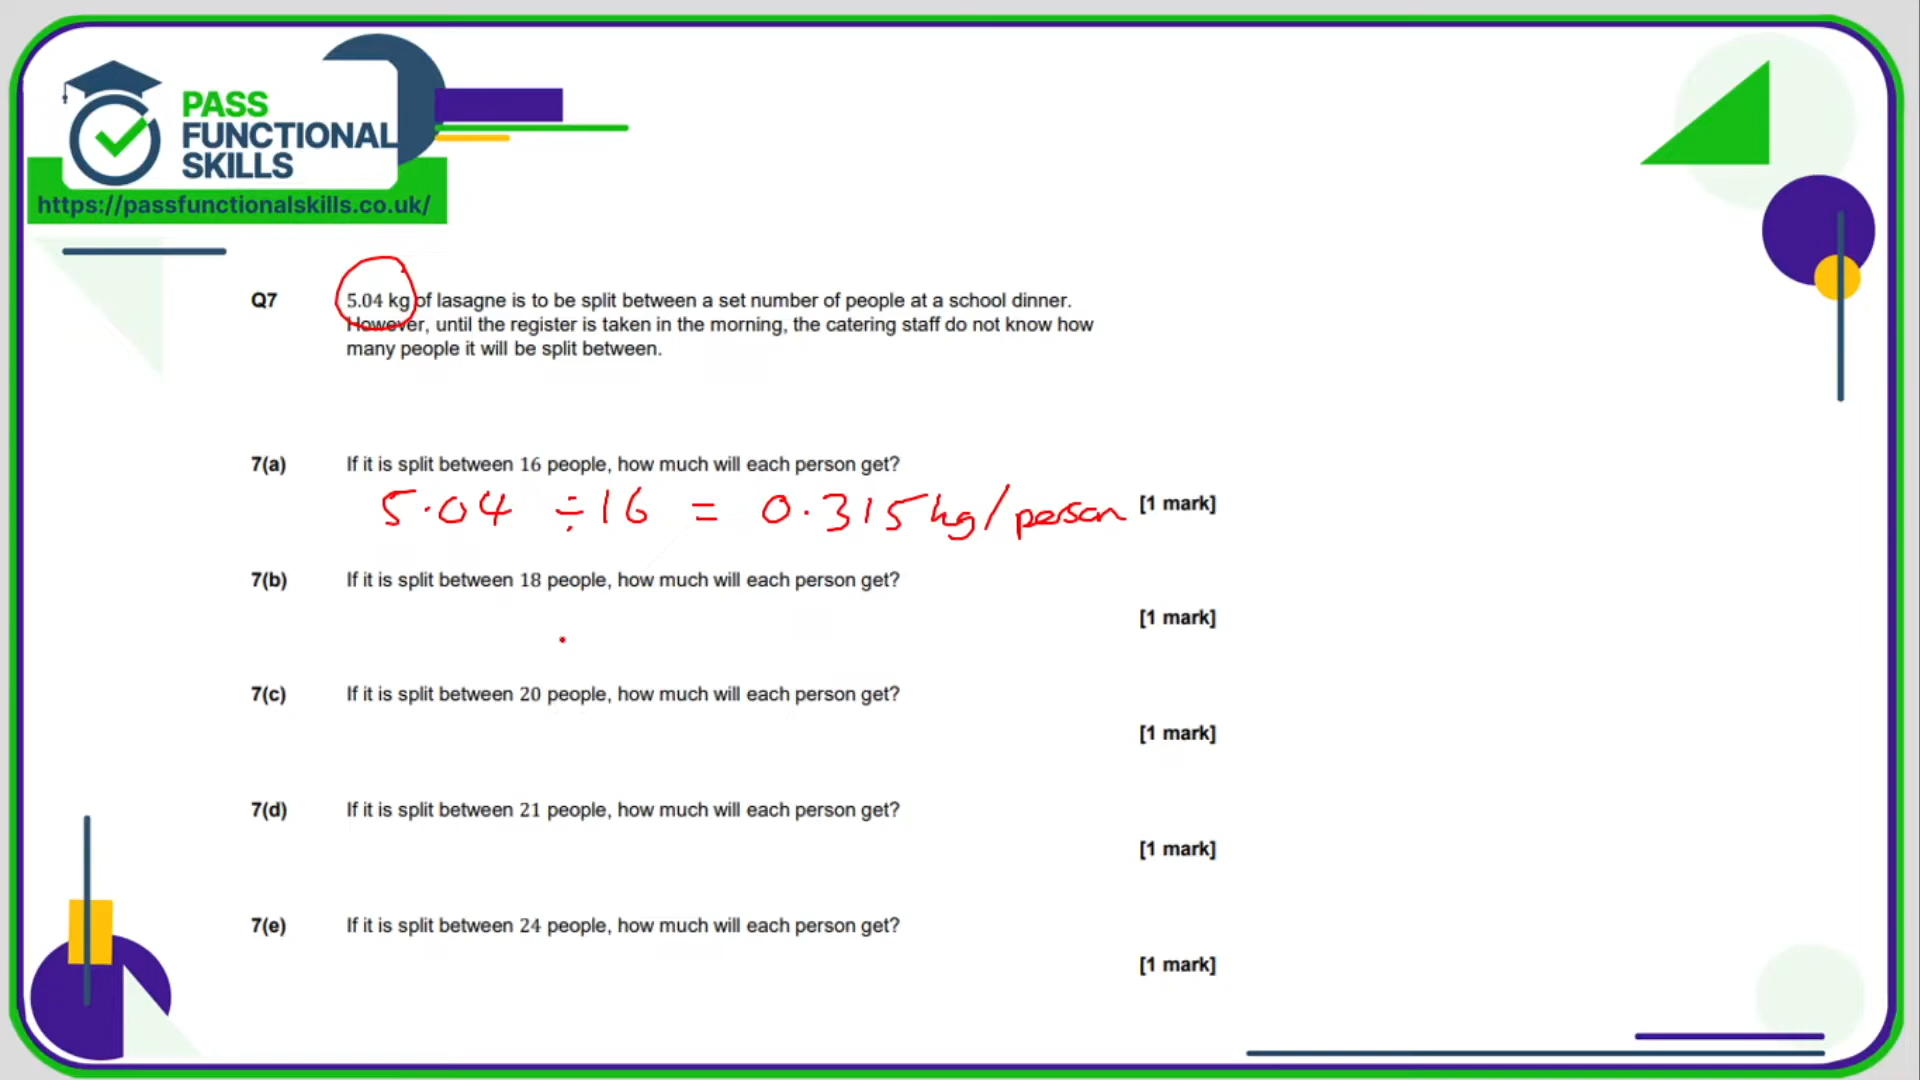 PASS
FUNCTIONAL
SKILLS
https://passfunctionalskills.co.uk/
Q7 5.04 kg of lasagne is to be split between a set number of people at a school dinner.
However, until the register is taken in the morning, the catering staff do not know how
many people it will be split between.
7(a) If it is split between 16 people, how much will each person get?
5.04 ÷ 16 = 0.315 kg/person [1 mark]
7(b) If it is split between 18 people, how much will each person get?
[1 mark]
7(c) If it is split between 20 people, how much will each person get?
[1 mark]
7(d) If it is split between 21 people, how much will each person get?
[1 mark]
7(e) If it is split between 24 people, how much will each person get?
[1 mark]